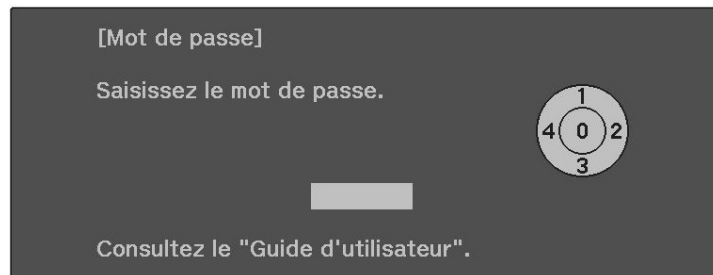 [Mot de passe]
Saisissez le mot de passe.
1
4 0 2
3
Consultez le "Guide d'utilisateur".